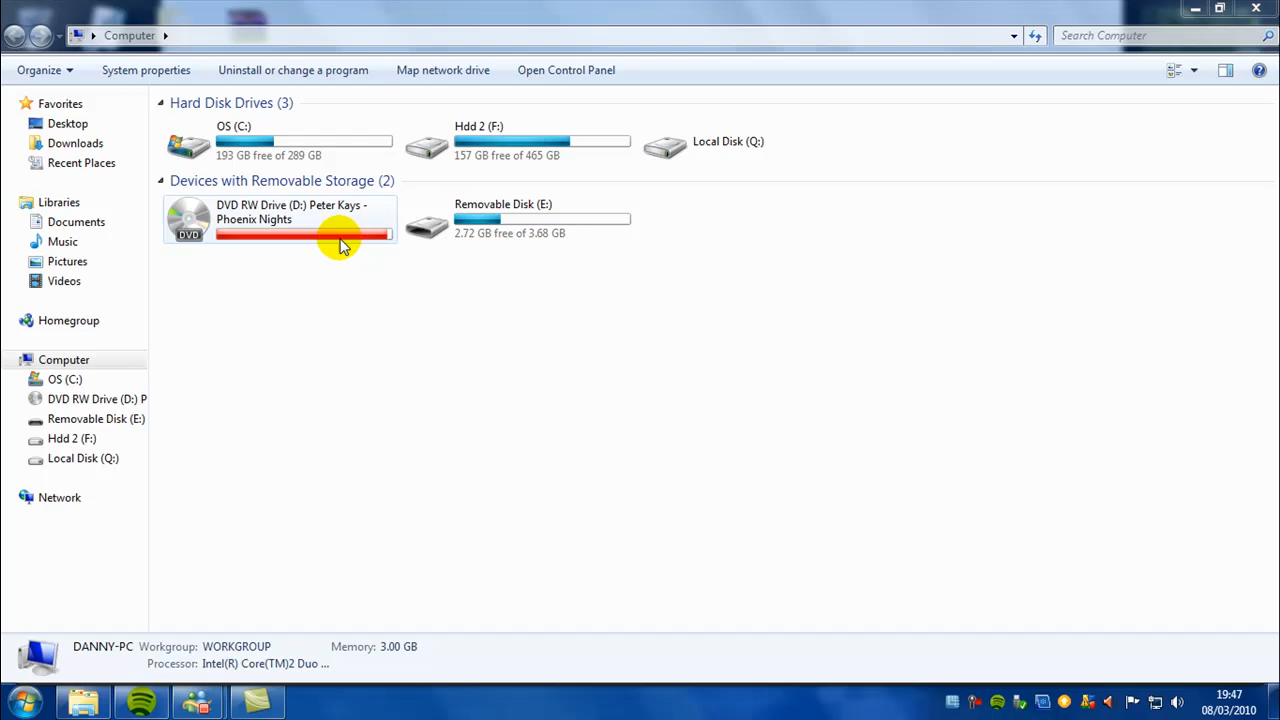 Computer
Search Computer
Organize System properties Uninstall or change a program Map network drive Open Control Panel
Favorites
Desktop
Downloads
Recent Places
Libraries
Documents
Music
Pictures
Videos
Homegroup
Computer
OS (C:)
DVD RW Drive (D:) P
Removable Disk (E:)
Hdd 2 (F:)
Local Disk (Q:)
Network
Hard Disk Drives (3)
OS (C:)
193 GB free of 289 GB
Hdd 2 (F:)
157 GB free of 465 GB
Local Disk (Q:)
Devices with Removable Storage (2)
DVD RW Drive (D:) Peter Kays -
Phoenix Nights
DVD
Removable Disk (E:)
2.72 GB free of 3.68 GB
DANNY-PC Workgroup: WORKGROUP Memory: 3.00 GB
Processor: Intel(R) Core(TM)2 Duo ...
19:47
08/03/2010